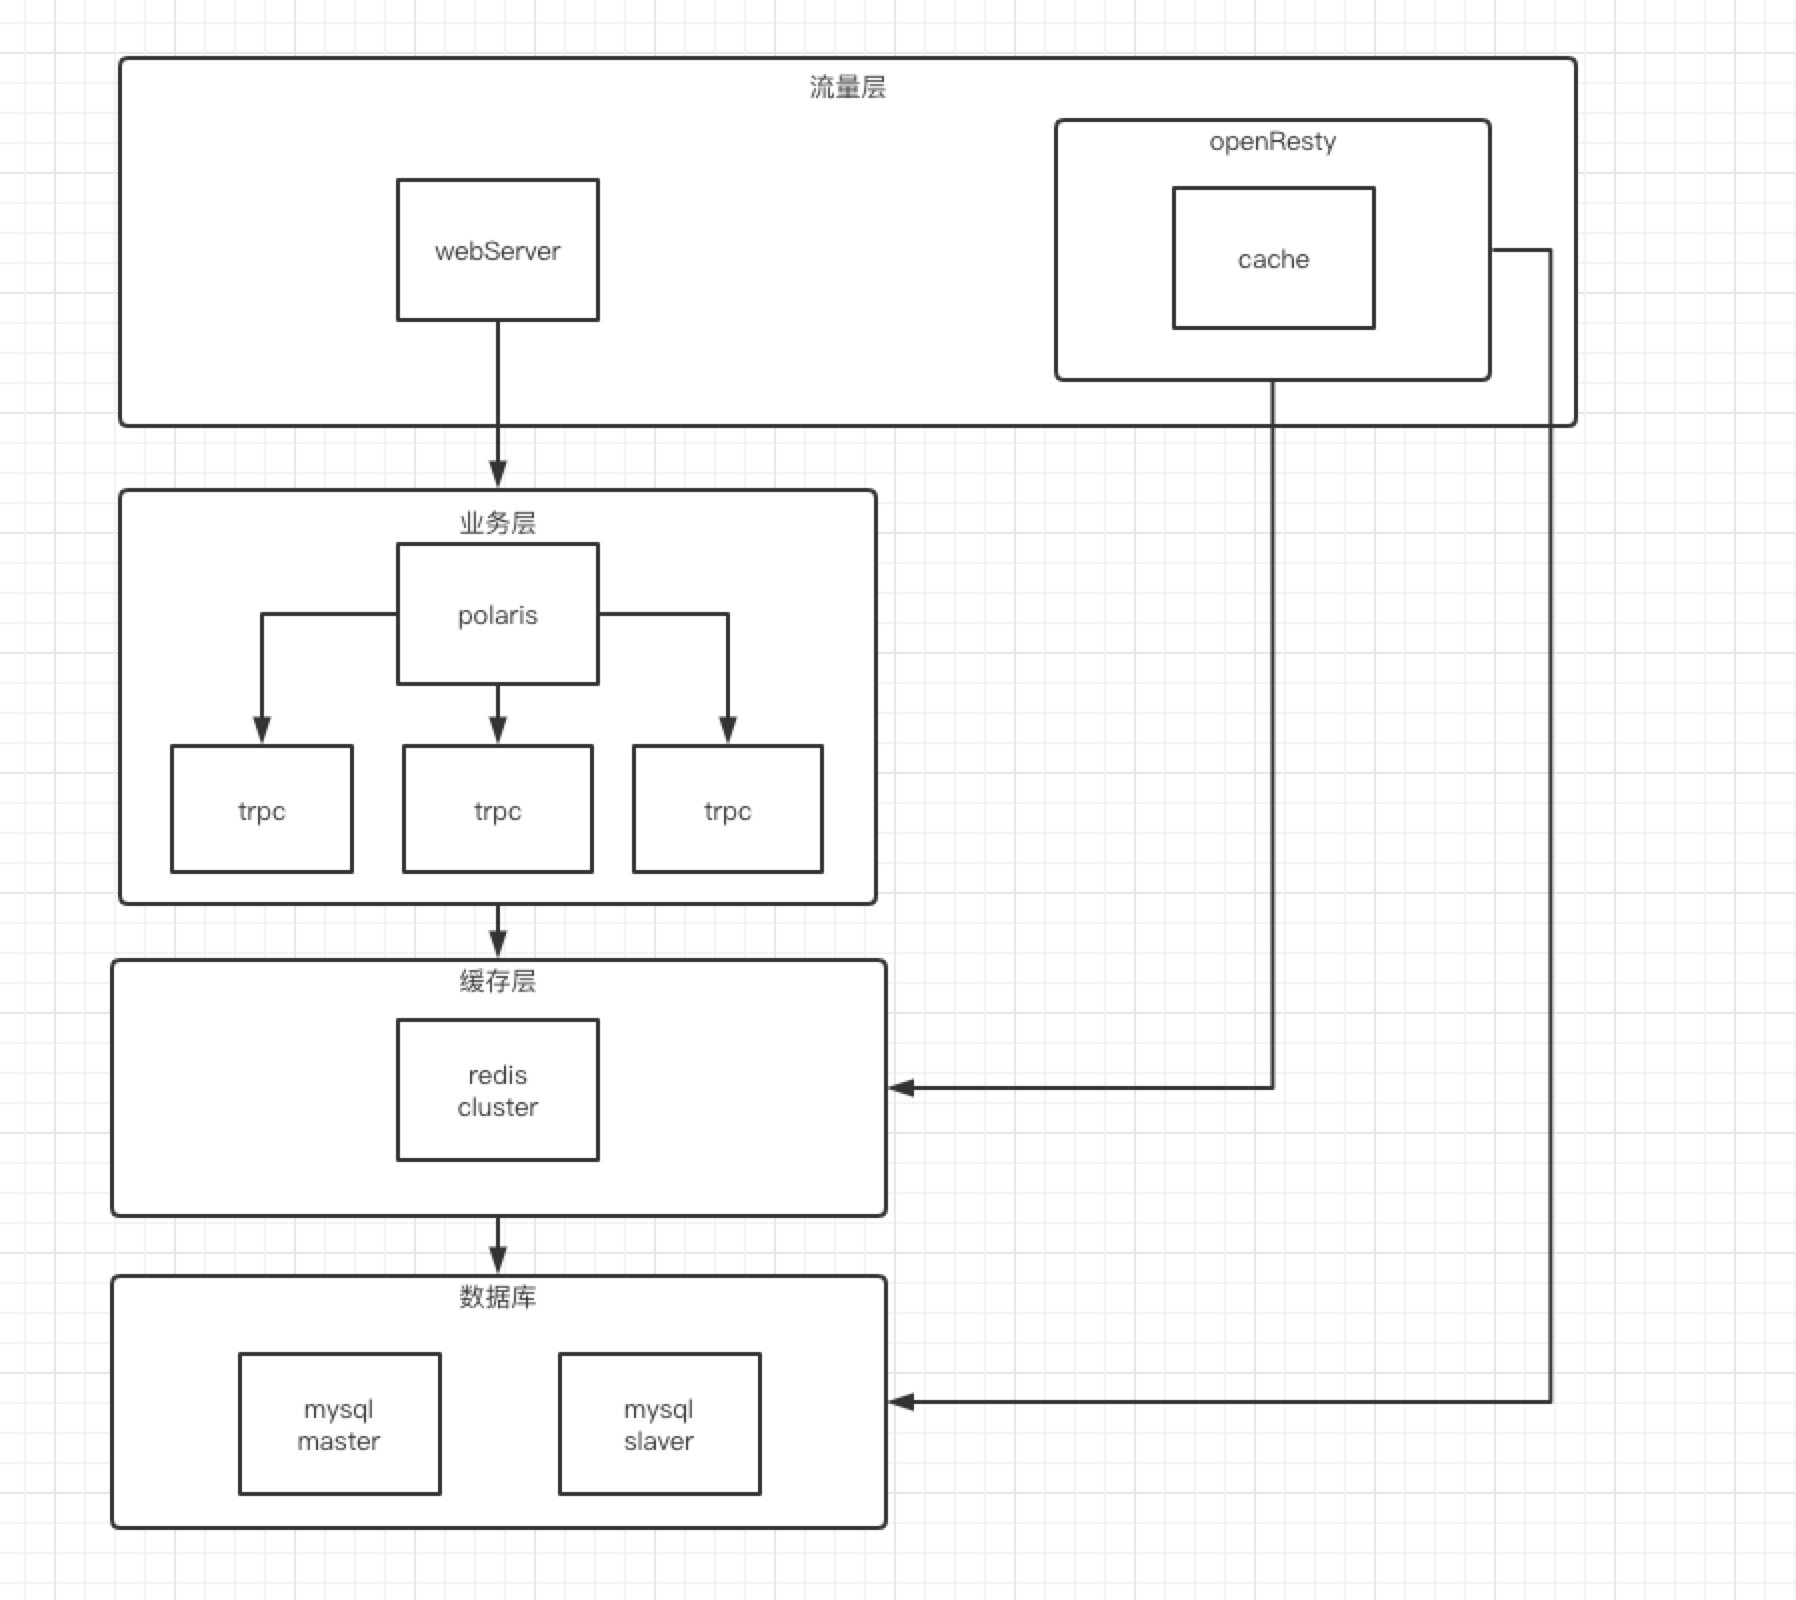 流量层
openResty
webServer
cache
业务层
polaris
trpc
trpc
trpc
缓存层
redis
cluster
数据库
mysql
master
mysql
slaver